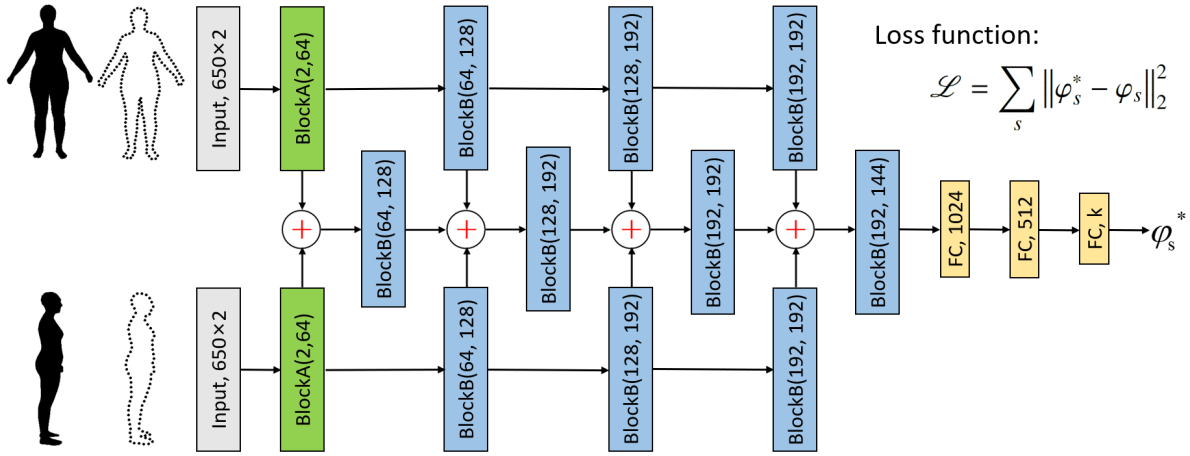 Input, 650×2
BlockA(2,64)
BlockB(64, 128)
BlockB(128, 192)
BlockB(192, 192)
Loss function:
ℒ = ∑ₛ ‖φₛ* − φₛ‖₂²
+
BlockB(64, 128)
+
BlockB(128, 192)
+
BlockB(192, 192)
+
BlockB(192, 144)
FC, 1024
FC, 512
FC, k
φₛ*
Input, 650×2
BlockA(2,64)
BlockB(64, 128)
BlockB(128, 192)
BlockB(192, 192)